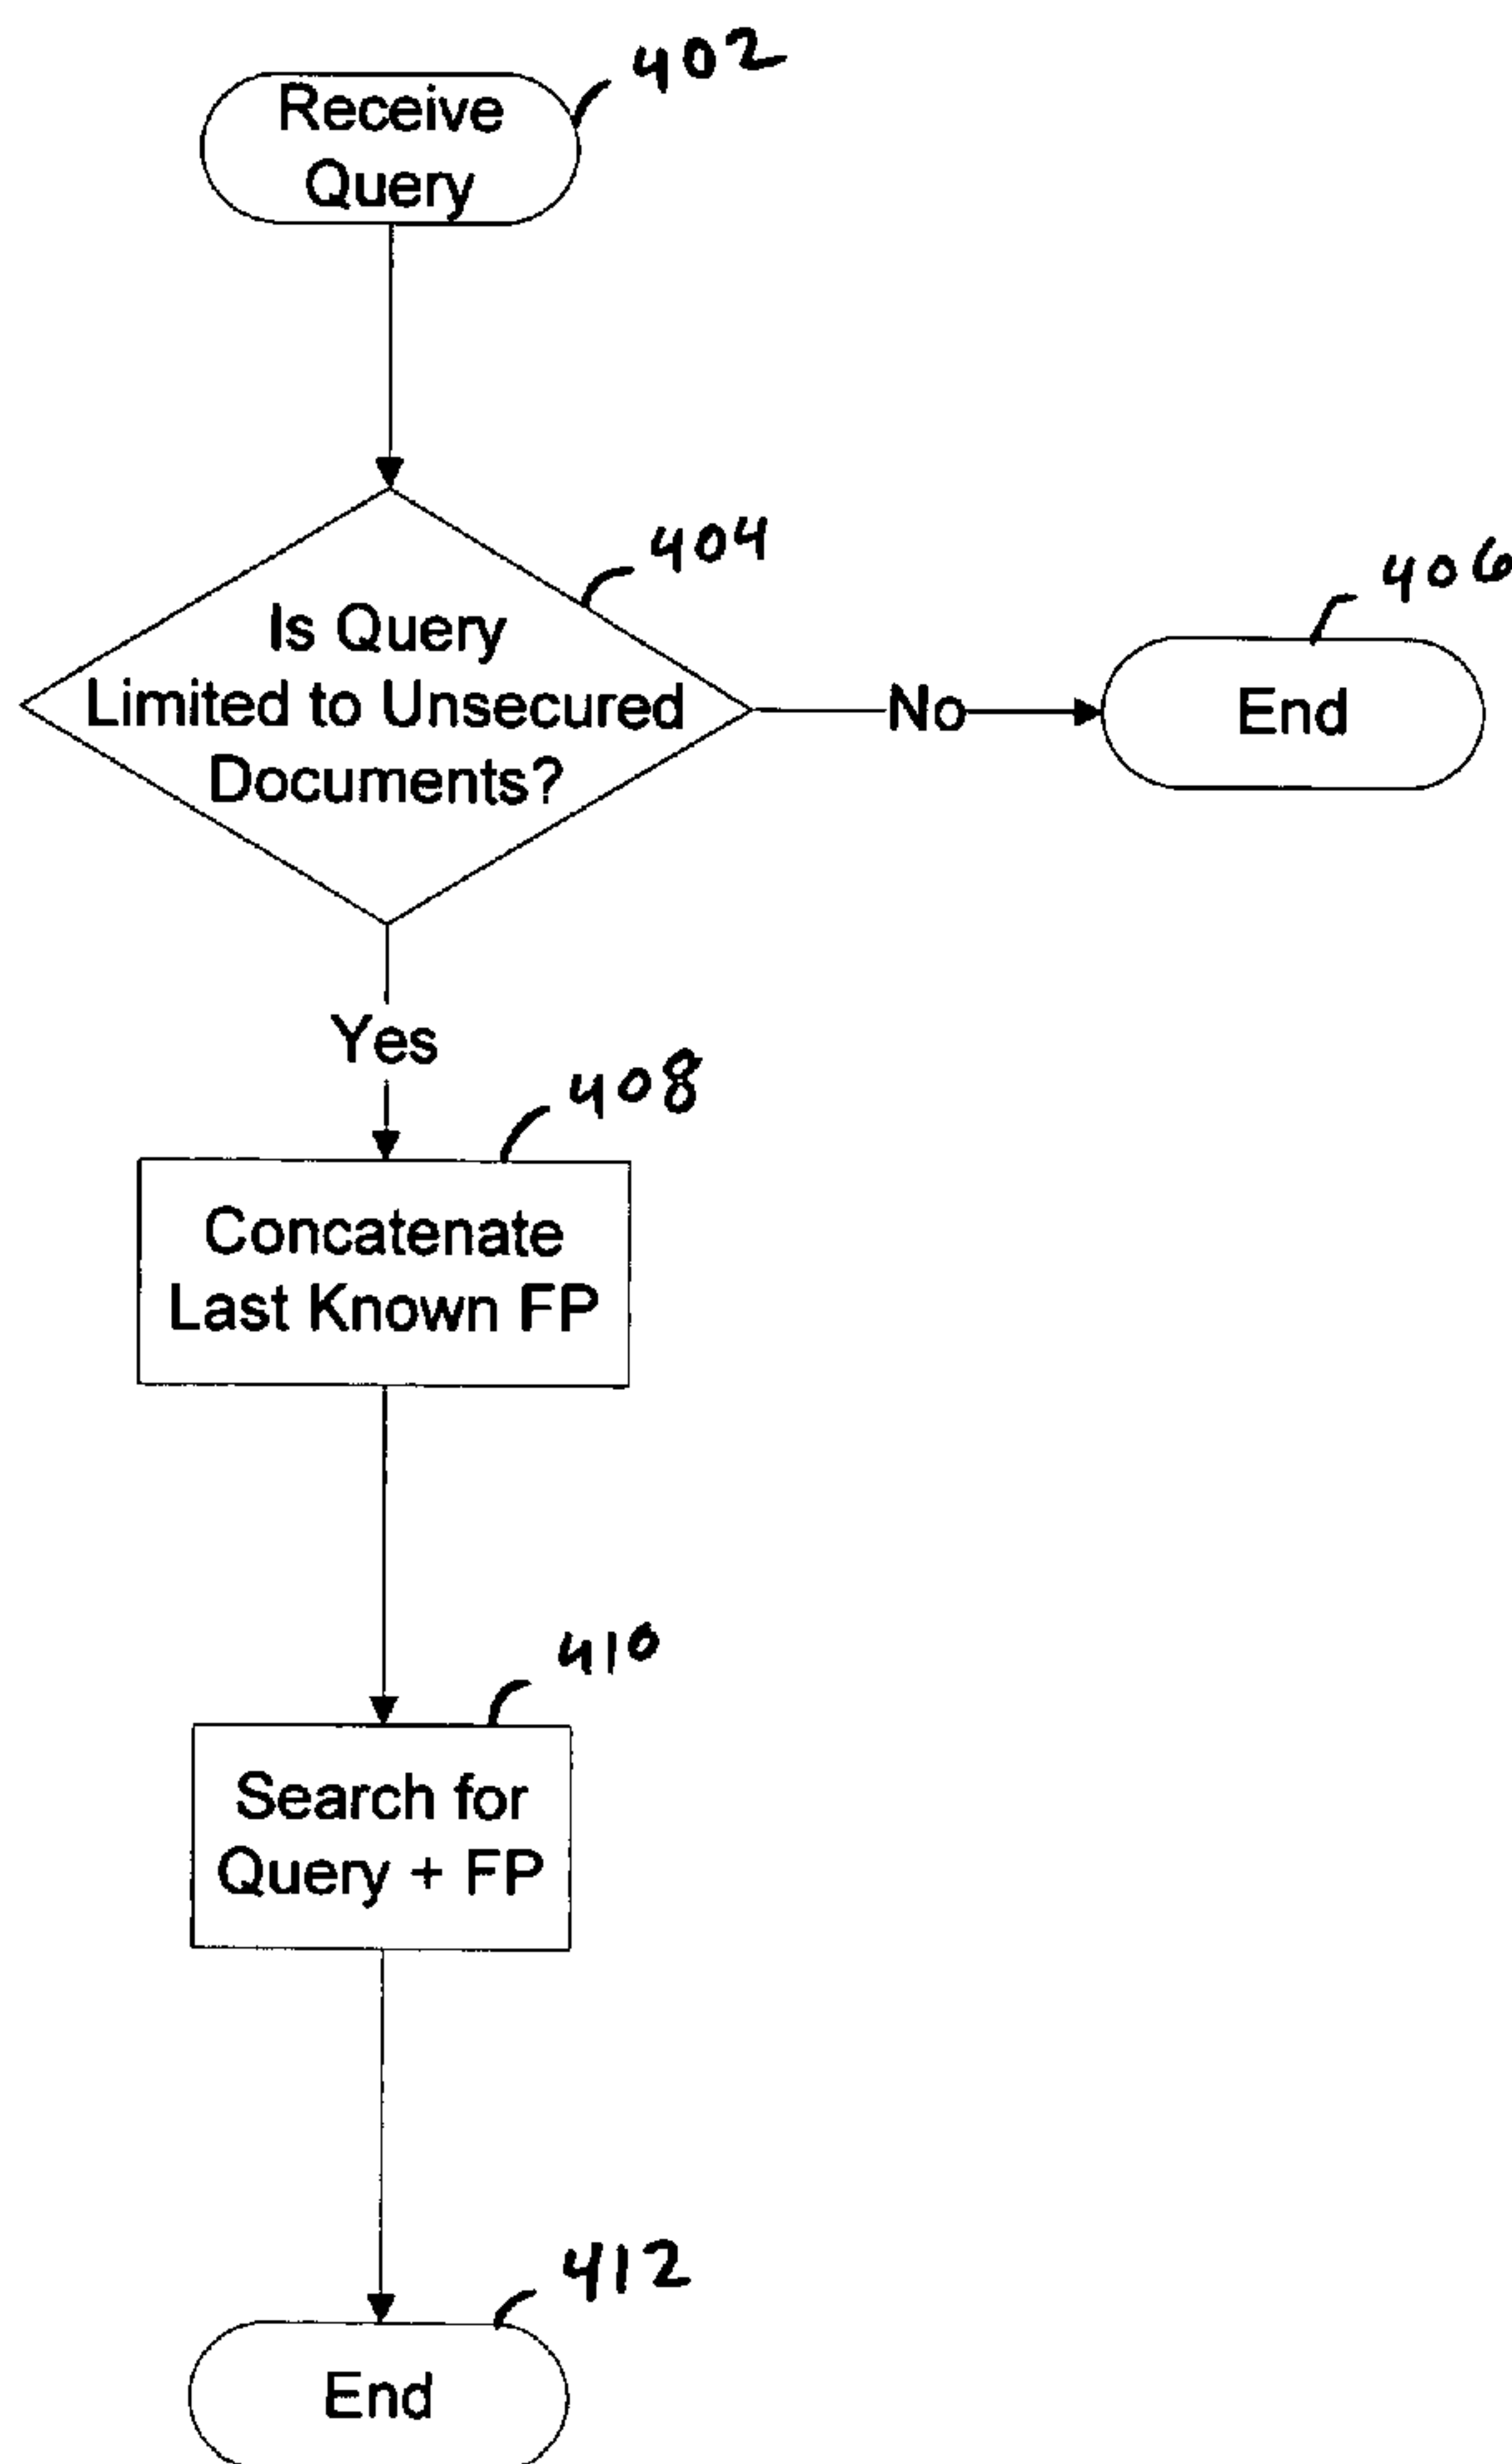 402
Receive
Query
404
Is Query
Limited to Unsecured
Documents?
No
406
End
Yes
408
Concatenate
Last Known FP
410
Search for
Query + FP
412
End